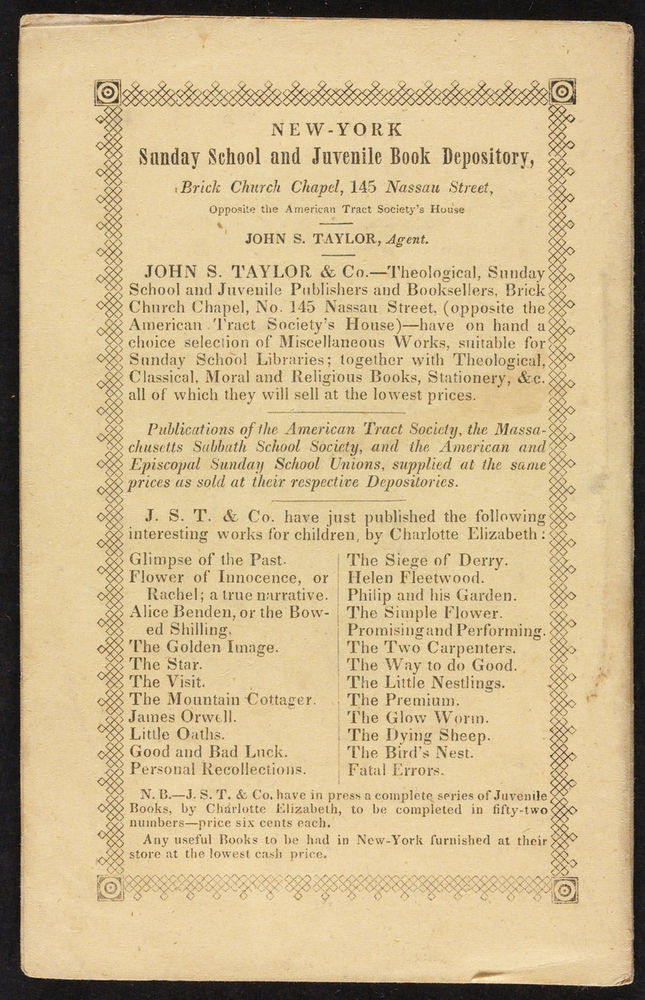 NEW-YORK
Sunday School and Juvenile Book Depository,
Brick Church Chapel, 145 Nassau Street,
Opposite the American Tract Society's House
JOHN S. TAYLOR, Agent.
JOHN S. TAYLOR & Co.—Theological, Sunday
School and Juvenile Publishers and Booksellers, Brick
Church Chapel, No. 145 Nassau Street, (opposite the
American Tract Society's House)—have on hand a
choice selection of Miscellaneous Works, suitable for
Sunday School Libraries; together with Theological,
Classical, Moral and Religious Books, Stationery, &c.
all of which they will sell at the lowest prices.
Publications of the American Tract Society, the Massa-
chusetts Sabbath School Society, and the American and
Episcopal Sunday School Unions, supplied at the same
prices as sold at their respective Depositories.
J. S. T. & Co. have just published the following
interesting works for children, by Charlotte Elizabeth:
Glimpse of the Past.
Flower of Innocence, or
Rachel; a true narrative.
Alice Benden, or the Bow-
ed Shilling.
The Golden Image.
The Star.
The Visit.
The Mountain Cottager.
James Orwell.
Little Oaths.
Good and Bad Luck.
Personal Recollections.
The Siege of Derry.
Helen Fleetwood.
Philip and his Garden.
The Simple Flower.
Promising and Performing.
The Two Carpenters.
The Way to do Good.
The Little Nestlings.
The Premium.
The Glow Worm.
The Dying Sheep.
The Bird's Nest.
Fatal Errors.
N. B.—J. S. T. & Co. have in press a complete series of Juvenile
Books, by Charlotte Elizabeth, to be completed in fifty-two
numbers—price six cents each.
Any useful Books to be had in New-York furnished at their
store at the lowest cash price.